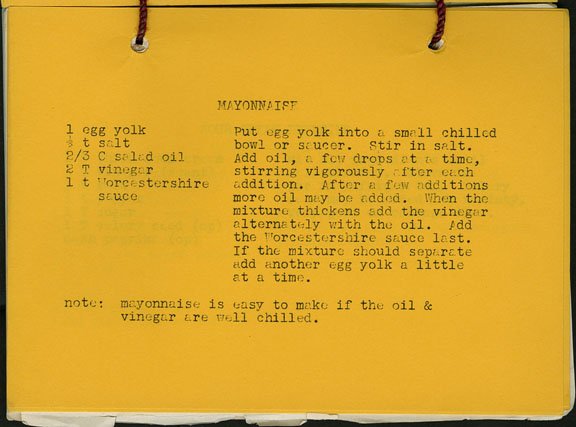 MAYONNAISE
1 egg yolk
½ t salt
2/3 C salad oil
2 T vinegar
1 t Worcestershire
sauce
Put egg yolk into a small chilled
bowl or saucer. Stir in salt.
Add oil, a few drops at a time,
stirring vigorously after each
addition. After a few additions
more oil may be added. When the
mixture thickens add the vinegar
alternately with the oil. Add
the Worcestershire sauce last.
If the mixture should separate
add another egg yolk a little
at a time.
note: mayonnaise is easy to make if the oil &
vinegar are well chilled.